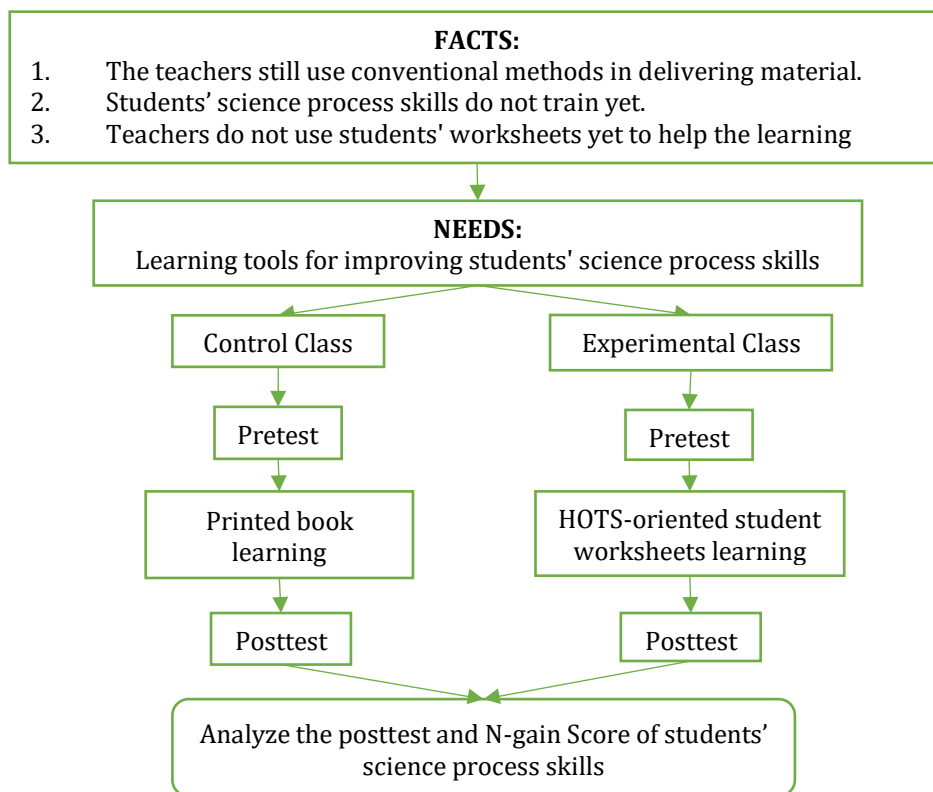 FACTS:
1. The teachers still use conventional methods in delivering material.
2. Students’ science process skills do not train yet.
3. Teachers do not use students' worksheets yet to help the learning
NEEDS:
Learning tools for improving students' science process skills
Control Class
Experimental Class
Pretest
Pretest
Printed book
learning
HOTS-oriented student
worksheets learning
Posttest
Posttest
Analyze the posttest and N-gain Score of students’
science process skills